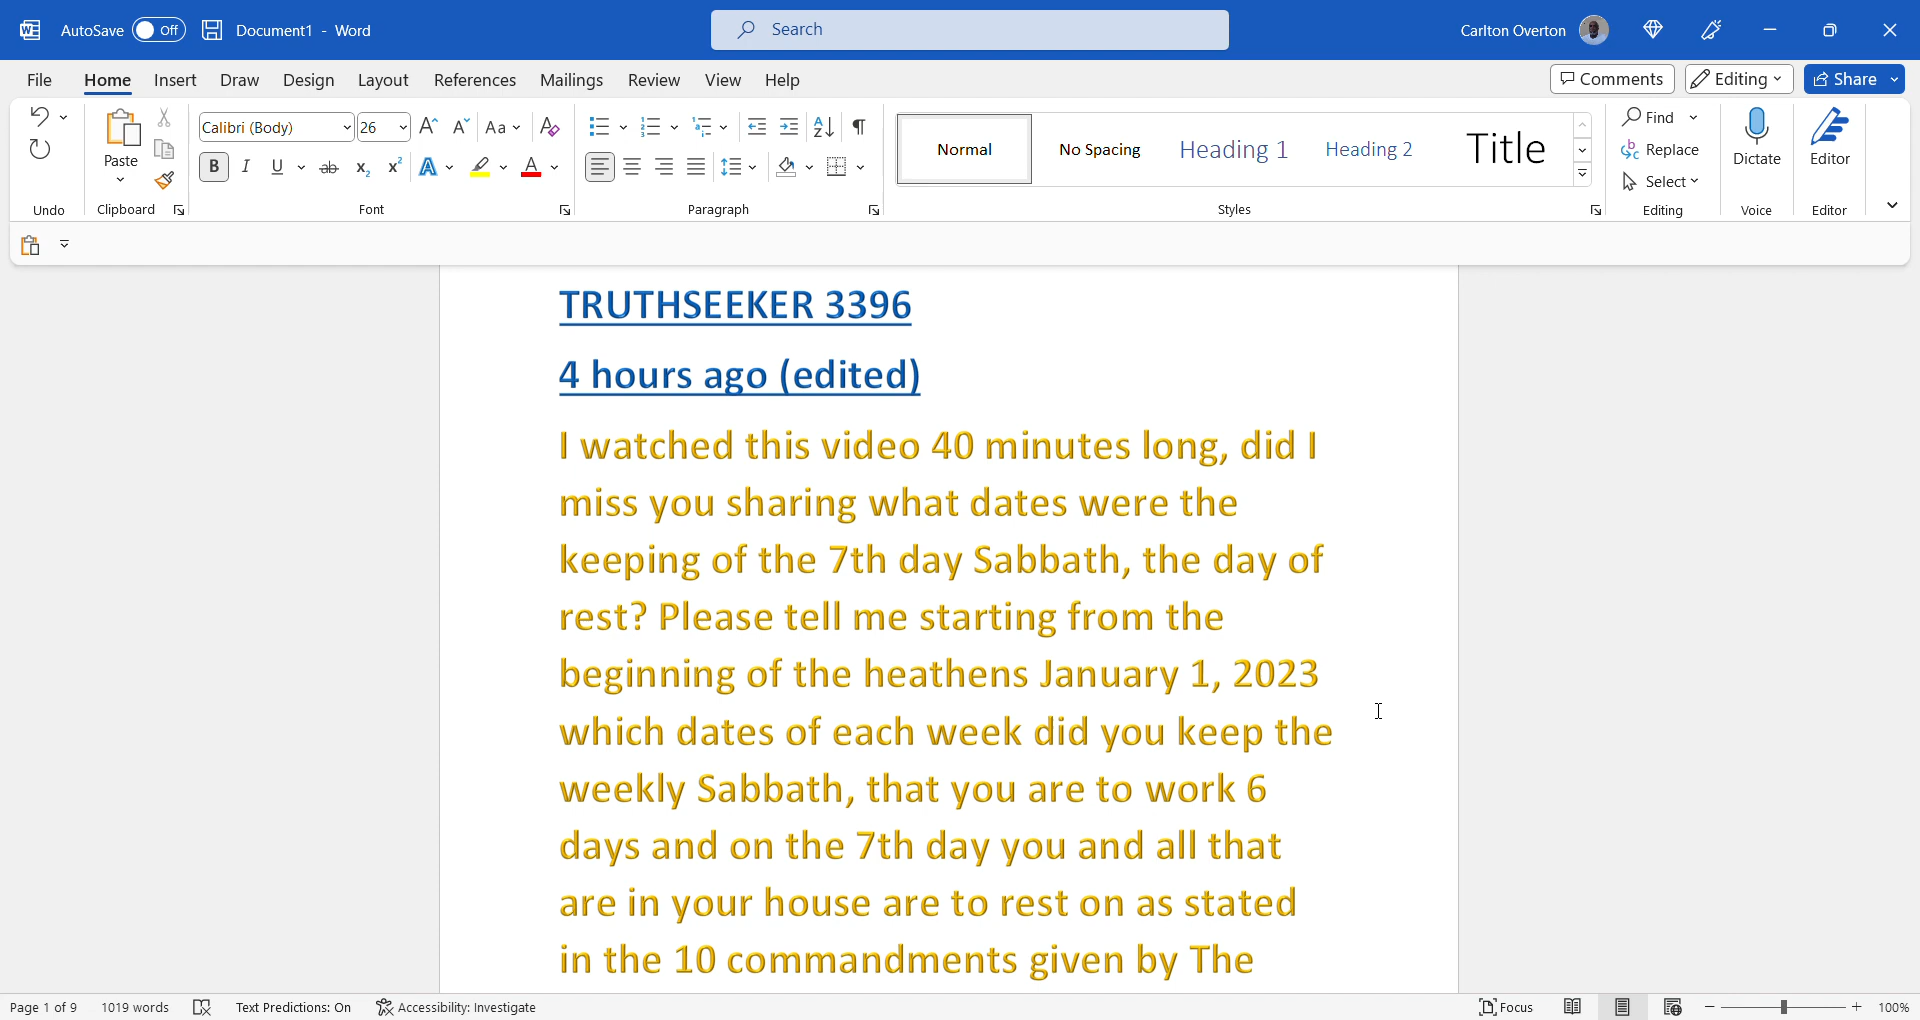 AutoSave Off Document1 - Word Search Carlton Overton
File Home Insert Draw Design Layout References Mailings Review View Help Comments Editing Share
Calibri (Body) 26 Aa Normal No Spacing Heading 1 Heading 2 Title Find
Paste Replace Dictate Editor
B I U ab x2 x2 A A Select
Undo Clipboard Font Paragraph Styles Editing Voice Editor
TRUTHSEEKER 3396
4 hours ago (edited)
I watched this video 40 minutes long, did I
miss you sharing what dates were the
keeping of the 7th day Sabbath, the day of
rest? Please tell me starting from the
beginning of the heathens January 1, 2023
which dates of each week did you keep the
weekly Sabbath, that you are to work 6
days and on the 7th day you and all that
are in your house are to rest on as stated
in the 10 commandments given by The
Page 1 of 9 1019 words Text Predictions: On Accessibility: Investigate Focus 100%